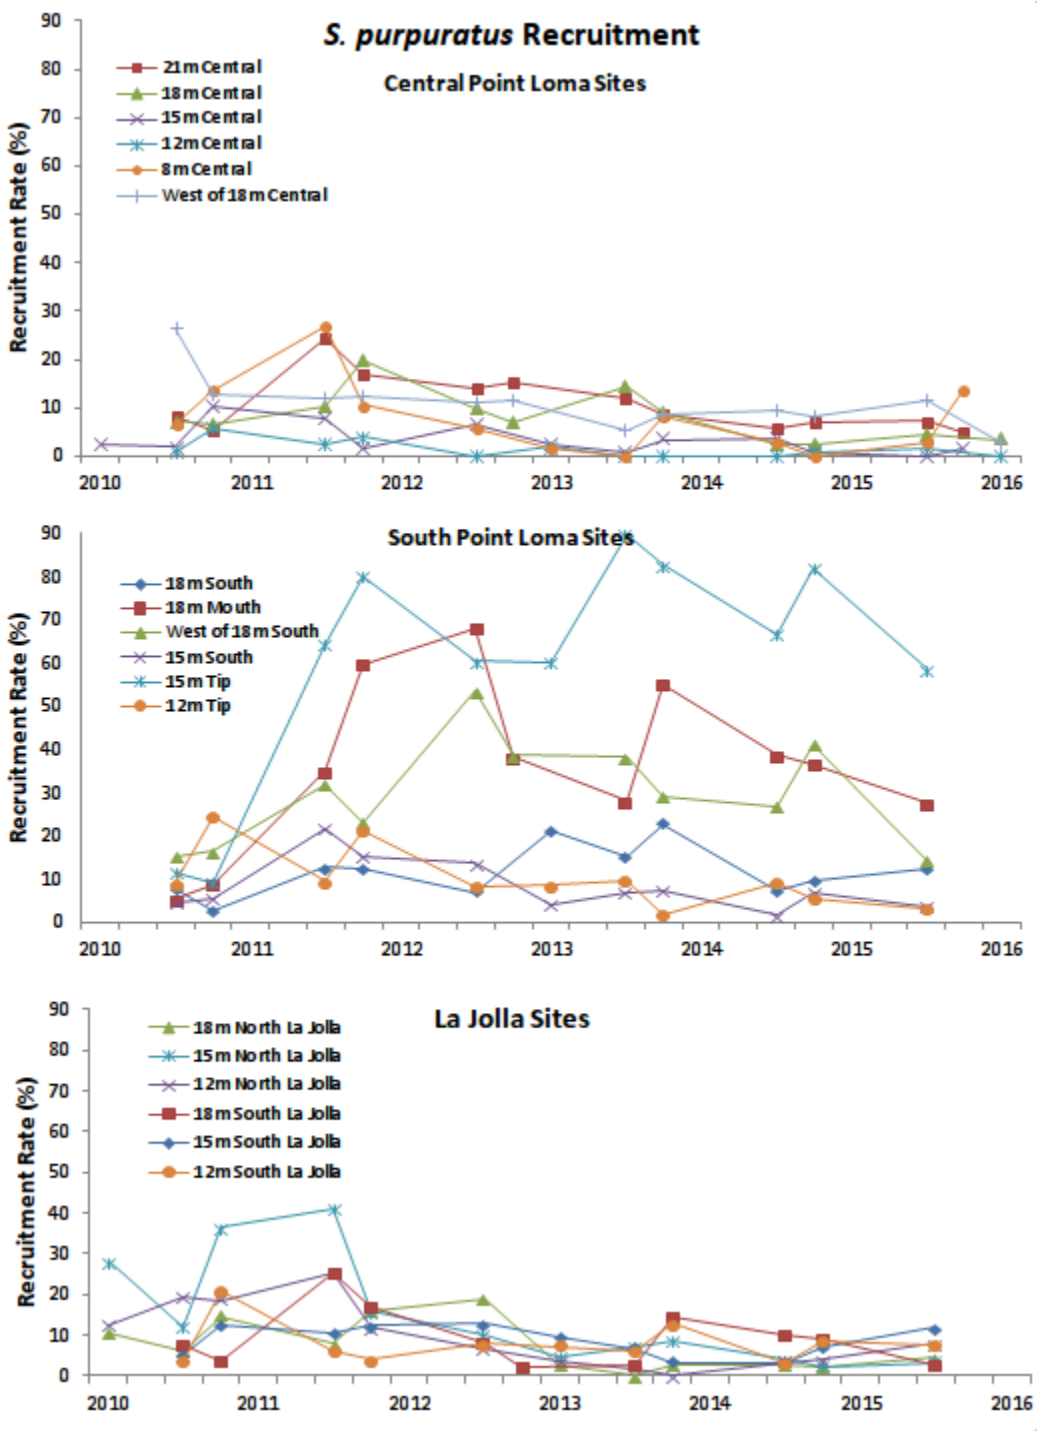 S. purpuratus Recruitment
Central Point Loma Sites
90
80
70
60
50
40
30
20
10
0
Recruitment Rate (%)
21m Central
18m Central
15m Central
12m Central
8m Central
West of 18m Central
2010 2011 2012 2013 2014 2015 2016
South Point Loma Sites
90
80
70
60
50
40
30
20
10
0
Recruitment Rate (%)
18m South
18m Mouth
West of 18m South
15m South
15m Tip
12m Tip
2010 2011 2012 2013 2014 2015 2016
La Jolla Sites
90
80
70
60
50
40
30
20
10
0
Recruitment Rate (%)
18m North La Jolla
15m North La Jolla
12m North La Jolla
18m South La Jolla
15m South La Jolla
12m South La Jolla
2010 2011 2012 2013 2014 2015 2016